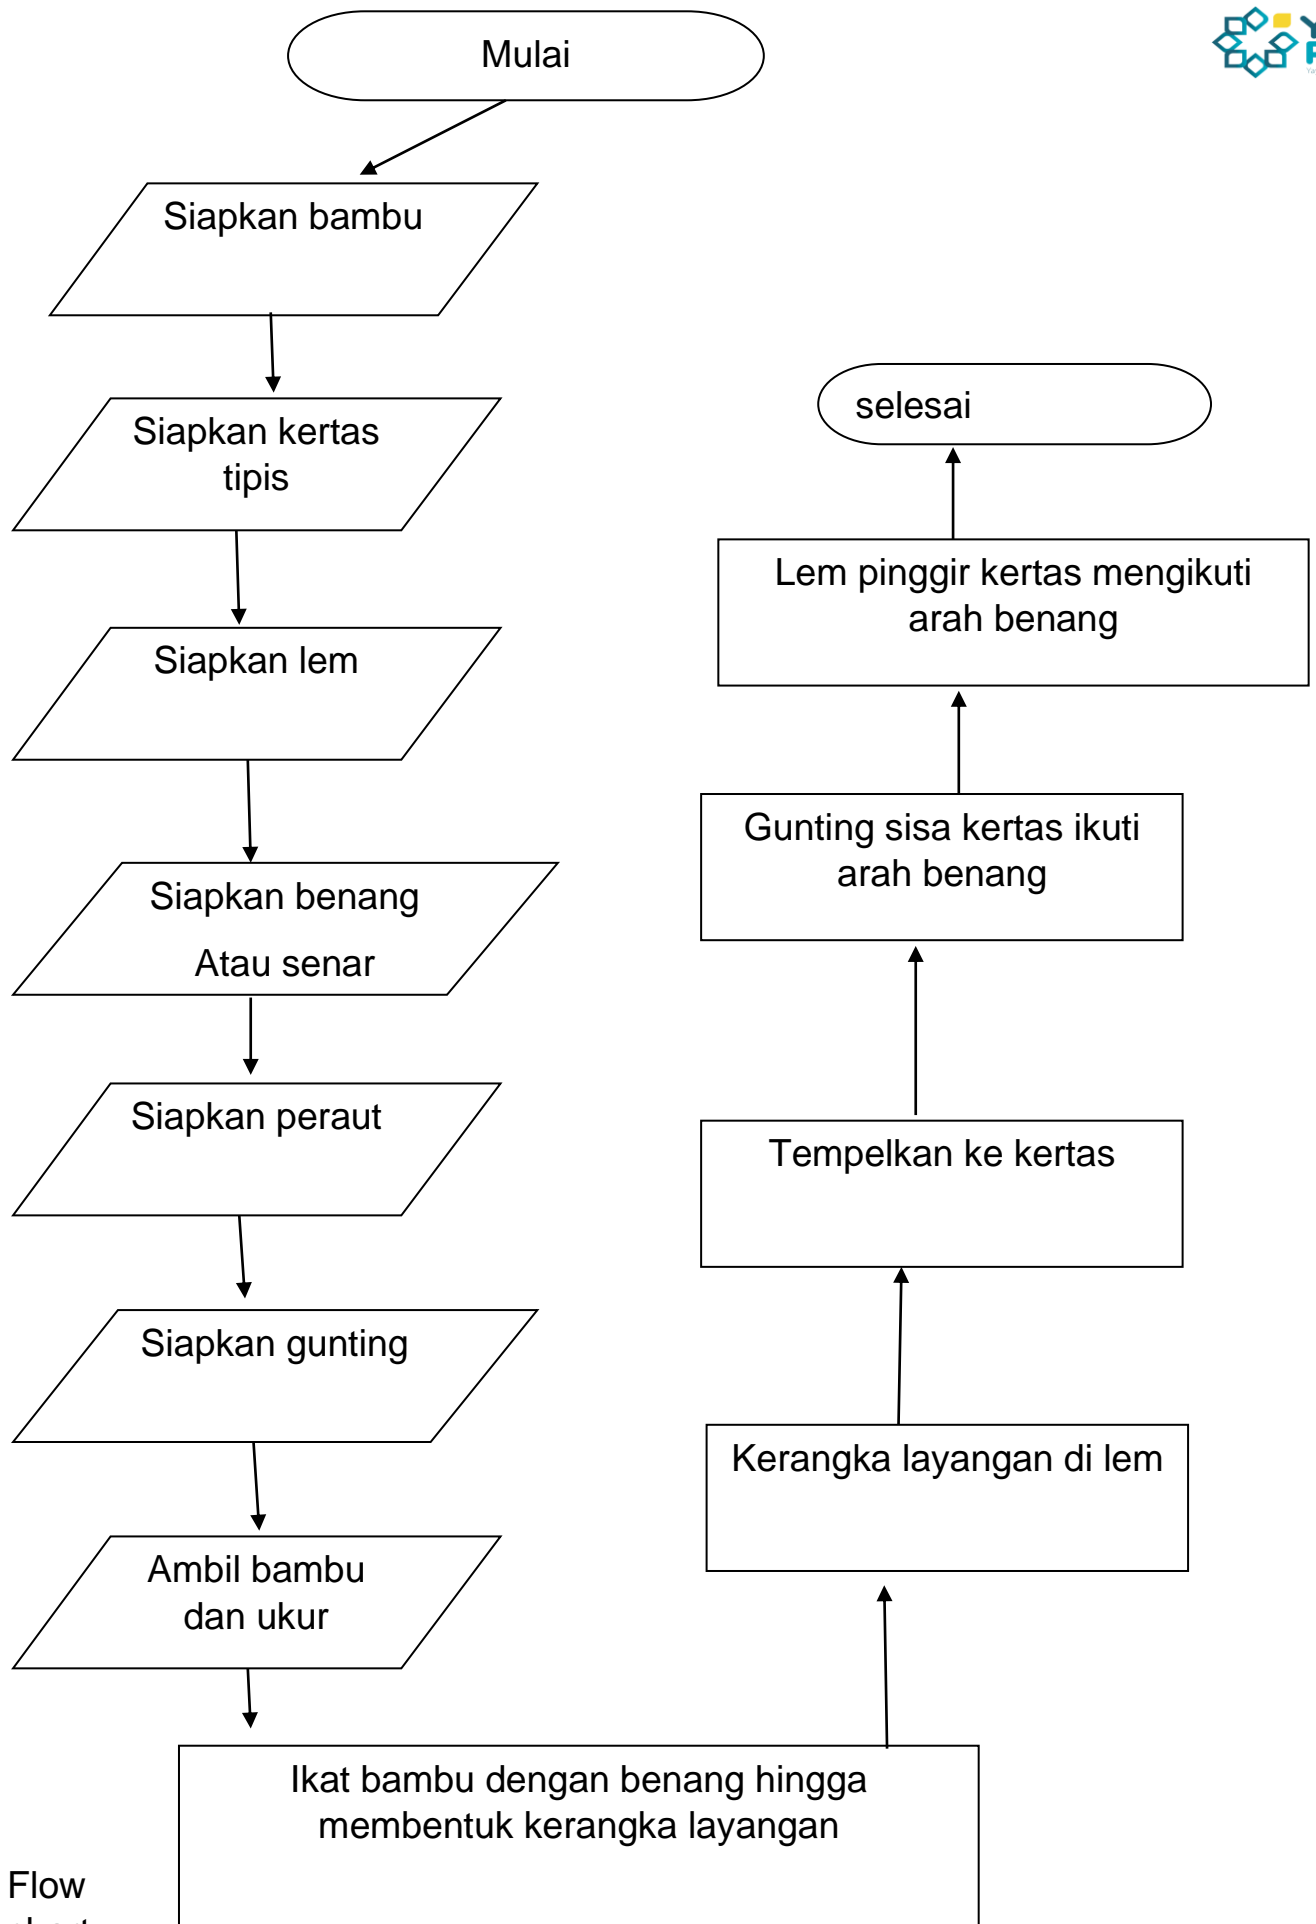 Mulai
Siapkan bambu
Siapkan kertas
tipis
Siapkan lem
Siapkan benang
Atau senar
Siapkan peraut
Siapkan gunting
Ambil bambu
dan ukur
Ikat bambu dengan benang hingga
membentuk kerangka layangan
Kerangka layangan di lem
Tempelkan ke kertas
Gunting sisa kertas ikuti
arah benang
Lem pinggir kertas mengikuti
arah benang
selesai
Flow